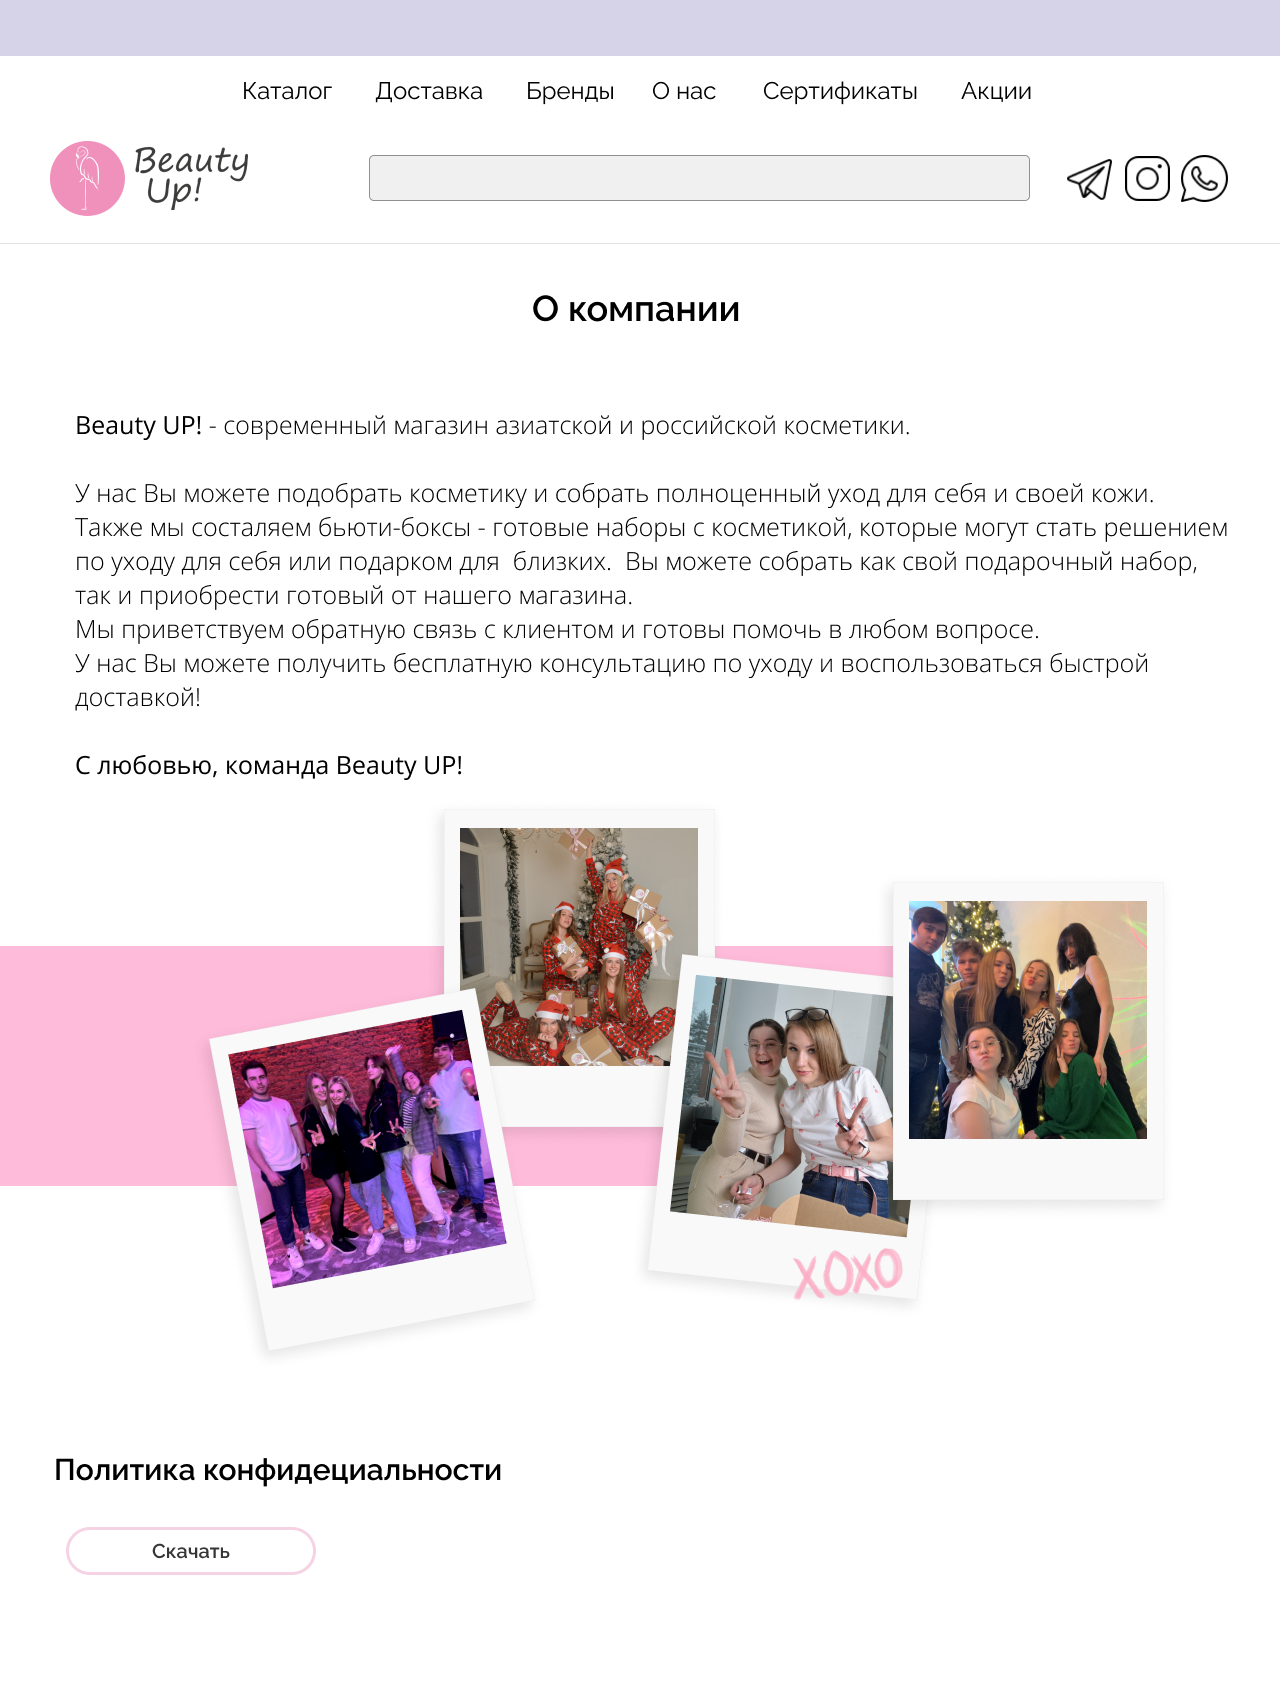 Каталог Доставка Бренды О нас Сертификаты Акции
Beauty
Up!
О компании
Beauty UP! - современный магазин азиатской и российской косметики.
У нас Вы можете подобрать косметику и собрать полноценный уход для себя и своей кожи.
Также мы состaляем бьюти-боксы - готовые наборы с косметикой, которые могут стать решением
по уходу для себя или подарком для  близких.  Вы можете собрать как свой подарочный набор,
так и приобрести готовый от нашего магазина.
Мы приветствуем обратную связь с клиентом и готовы помочь в любом вопросе.
У нас Вы можете получить бесплатную консультацию по уходу и воспользоваться быстрой
доставкой!
С любовью, команда Beauty UP!
XOXO
Политика конфидециальности
Скачать